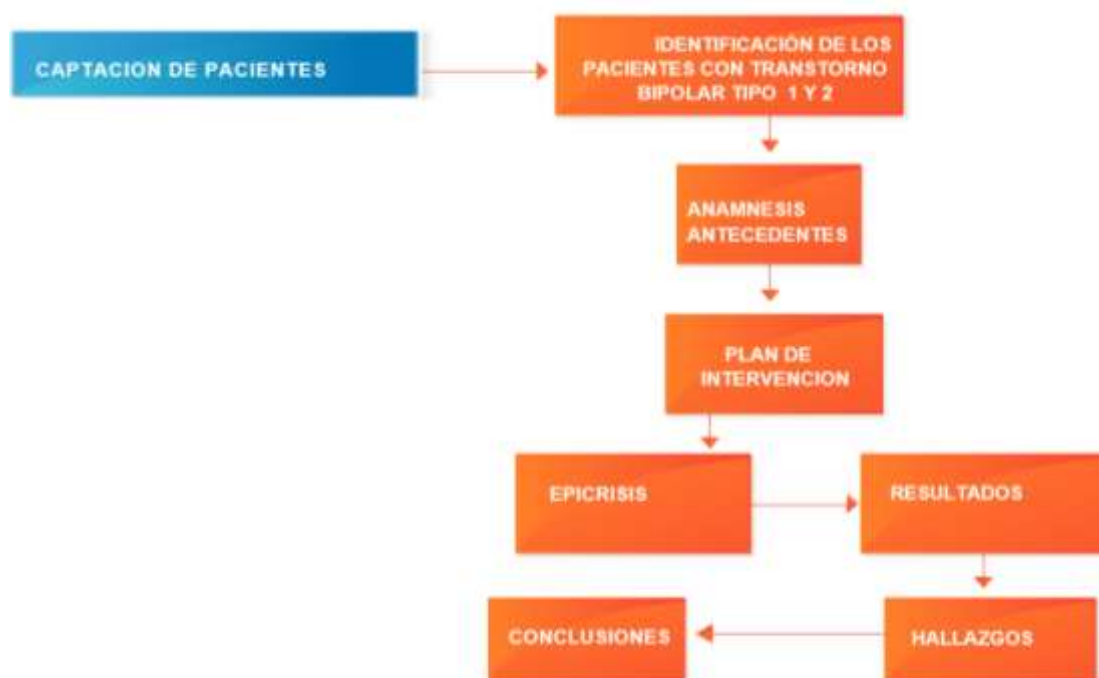 CAPTACION DE PACIENTES
IDENTIFICACIÓN DE LOS
PACIENTES CON TRANSTORNO
BIPOLAR TIPO 1 Y 2
ANAMNESIS
ANTECEDENTES
PLAN DE
INTERVENCION
EPICRISIS
RESULTADOS
HALLAZGOS
CONCLUSIONES